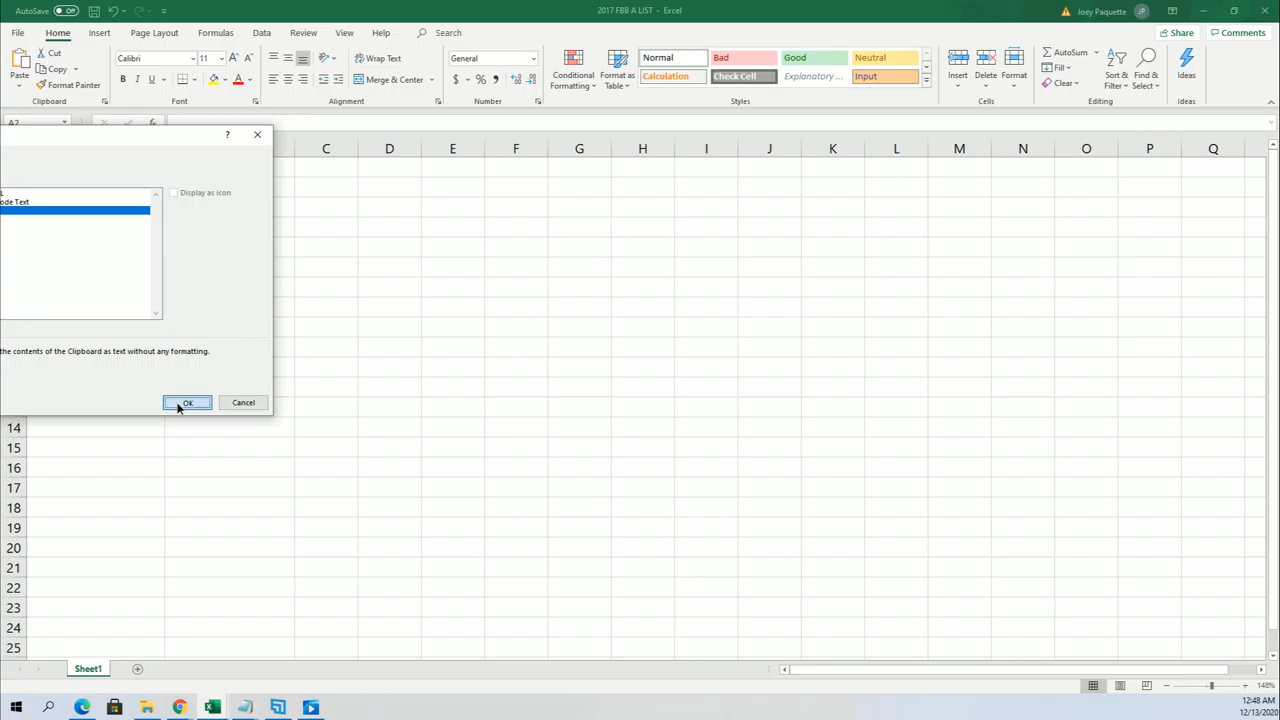 AutoSave Off 2017 FBB A LIST - Excel Joey Paquette JP
File Home Insert Page Layout Formulas Data Review View Help Search Share Comments
Paste Cut Copy Format Painter Clipboard
Calibri 11 B I U A A A Font
Wrap Text Merge & Center Alignment
General $ % , Number
Conditional Formatting Format as Table
Normal Bad Good Neutral
Calculation Check Cell Explanatory ... Input
Styles
Insert Delete Format Cells
AutoSum Fill Clear Sort & Filter Find & Select Editing
Ideas Ideas
A2 fx
? ×
C D E F G H I J K L M N O P Q
L
ode Text
Display as icon
the contents of the Clipboard as text without any formatting.
OK Cancel
14
15
16
17
18
19
20
21
22
23
24
25
Sheet1
148%
12:48 AM
12/13/2020